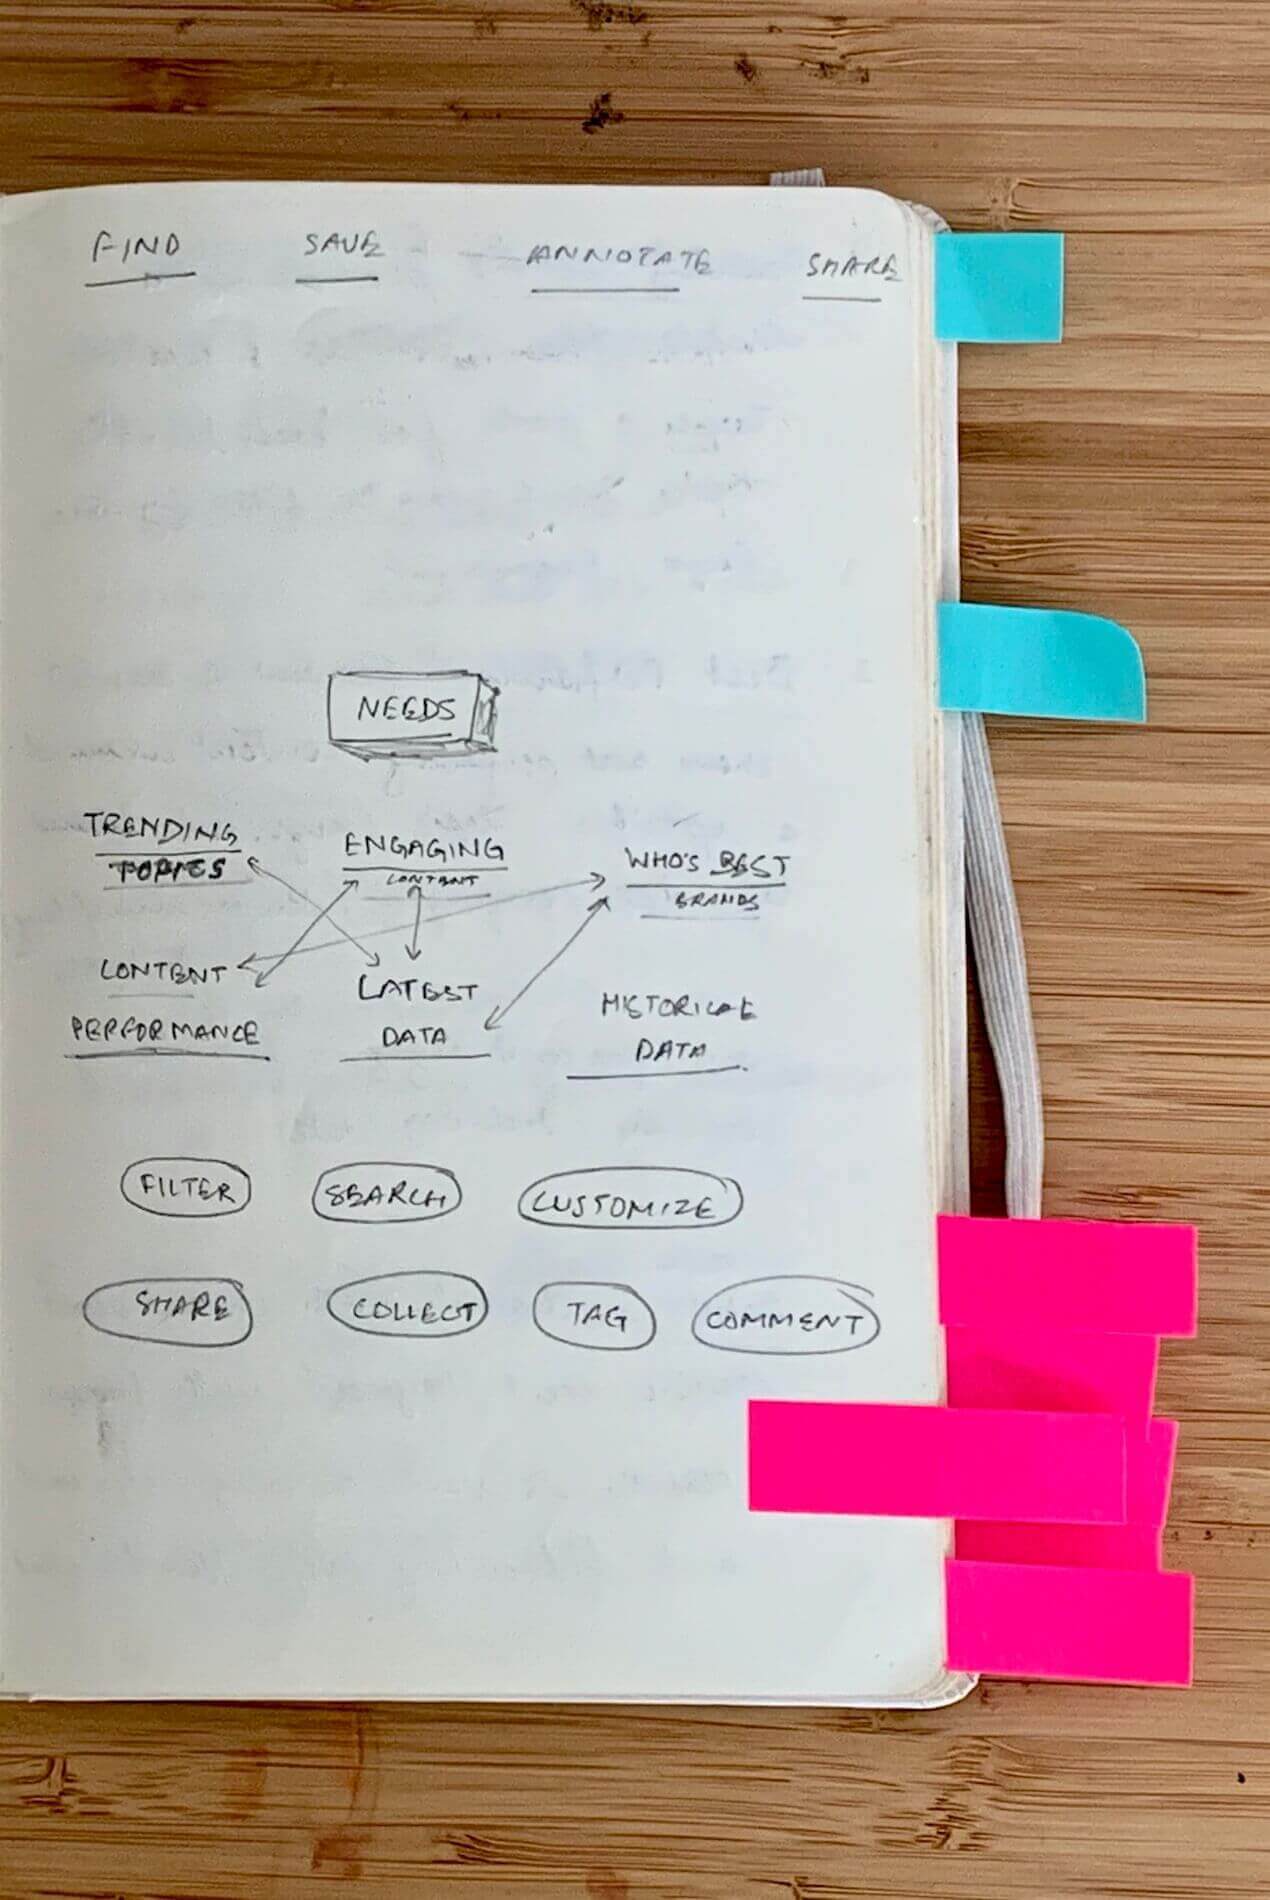 FIND SAVE ANNOTATE SHARE
NEEDS
TRENDING
TOPICS
ENGAGING
CONTENT
WHO'S BEST
BRANDS
CONTENT
PERFORMANCE
LATEST
DATA
HISTORICAL
DATA
FILTER SEARCH CUSTOMIZE
SHARE COLLECT TAG COMMENT